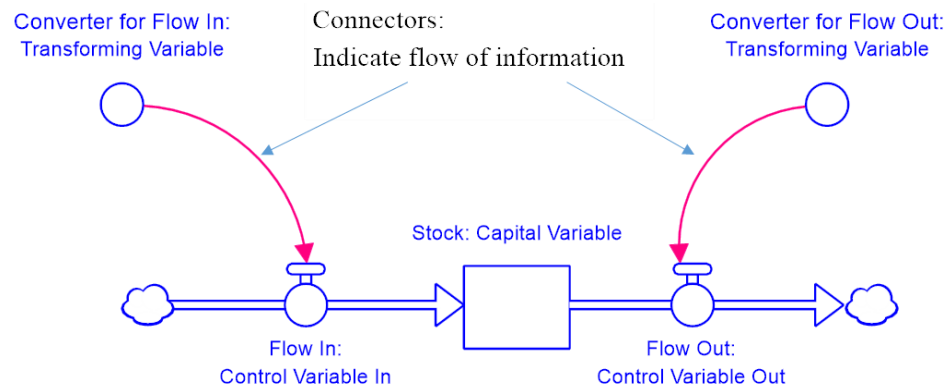 Converter for Flow In:
Transforming Variable
Connectors:
Indicate flow of information
Converter for Flow Out:
Transforming Variable
Stock: Capital Variable
Flow In:
Control Variable In
Flow Out:
Control Variable Out